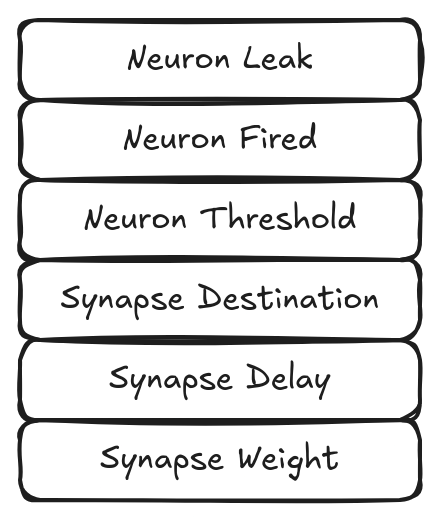 Neuron Leak
Neuron Fired
Neuron Threshold
Synapse Destination
Synapse Delay
Synapse Weight